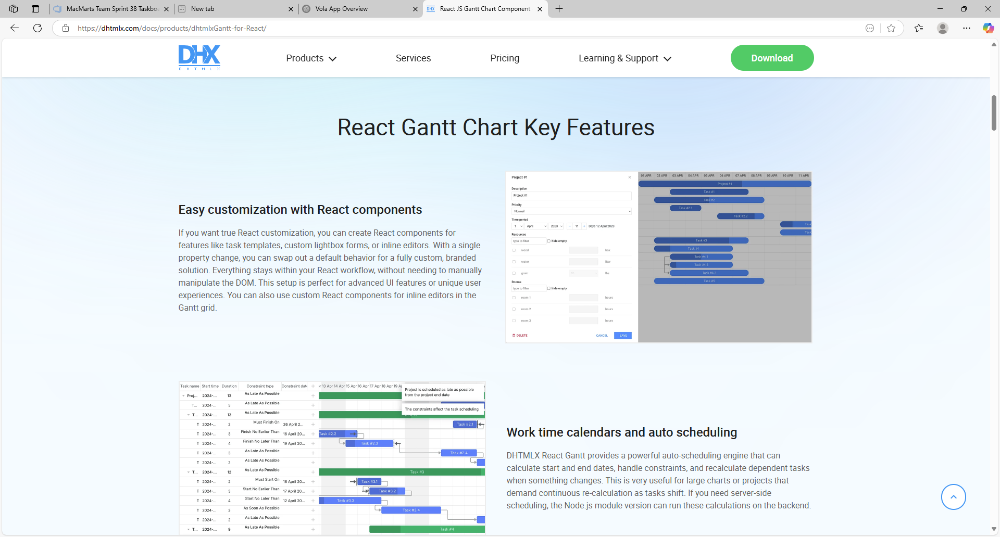 MacMarts Team Sprint 38 Taskboa
New tab
Vola App Overview
React JS Gantt Chart Component
https://dhtmlx.com/docs/products/dhtmlxGantt-for-React/
DHX
DHTMLX
Products
Services
Pricing
Learning & Support
Download
React Gantt Chart Key Features
Easy customization with React components
If you want true React customization, you can create React components for
features like task templates, custom lightbox forms, or inline editors. With a single
property change, you can swap out a default behavior for a fully custom, branded
solution. Everything stays within your React workflow, without needing to manually
manipulate the DOM. This setup is perfect for advanced UI features or unique user
experiences. You can also use custom React components for inline editors in the
Gantt grid.
Project #1
Description
Project #1
Priority
Normal
Time period
1 April 2023 − 11 + Days 12 April 2023
Resources
type to filter hide empty
wood box
water liter
grain 10 lbs
Rooms
type to filter hide empty
room 1 hours
room 2 hours
room 3 hours
DELETE CANCEL SAVE
01 APR 02 APR 03 APR 04 APR 05 APR 06 APR 07 APR 08 APR 09 APR 10 APR 11 APR
Project #1
Task #1
Task #2
Task #2.1
Task #2.2
Task
Task
Task #3
Task #4
Task #4.1
Task #4.2
Task #4.3
Task #5
Task name Start time Duration Constraint type Constraint date + r 13 Apr 14 Apr 15 Apr 16 Apr 17 Apr 18 Apr 19 Ap
Project is scheduled as late as possible
from the project end date
The constraints affect the task scheduling
Proj... 2024-... 13 As Late As Possible +
T... 2024-... 5 As Late As Possible +
T... 2024-... 13 As Late As Possible +
T 2024-... 2 Must Finish On 26 April 2... + Task #2.1
T 2024-... 3 Finish No Earlier Than 16 April 20... + Task #2.2
T 2024-... 4 Finish No Later Than 19 April 20... + Task #2.3
T 2024-... 3 As Late As Possible + Task #2.4
T 2024-... 2 As Late As Possible +
T... 2024-... 12 As Late As Possible + Task #3
T 2024-... 2 Must Start On 16 April 20... + Task #3.1
T 2024-... 3 Start No Earlier Than 17 April 20... + Task #3.2
T 2024-... 4 Start No Later Than 12 April 20... + Task #3.3
T 2024-... 3 As Soon As Possible + Task #3.4
T 2024-... 2 As Late As Possible +
T... 2024-... 9 As Late As Possible + Task #4
Work time calendars and auto scheduling
DHTMLX React Gantt provides a powerful auto-scheduling engine that can
calculate start and end dates, handle constraints, and recalculate dependent tasks
when something changes. This is very useful for large charts or projects that
demand continuous re-calculation as tasks shift. If you need server-side
scheduling, the Node.js module version can run these calculations on the backend.